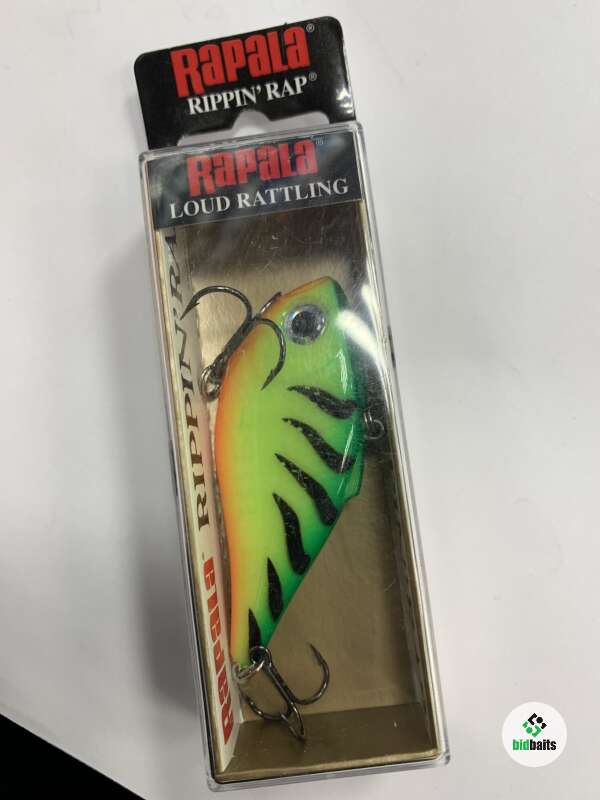 RAPALA®
RIPPIN' RAP®
RAPALA®
LOUD RATTLING
RAPALA RIPPIN' RA
bidbaits